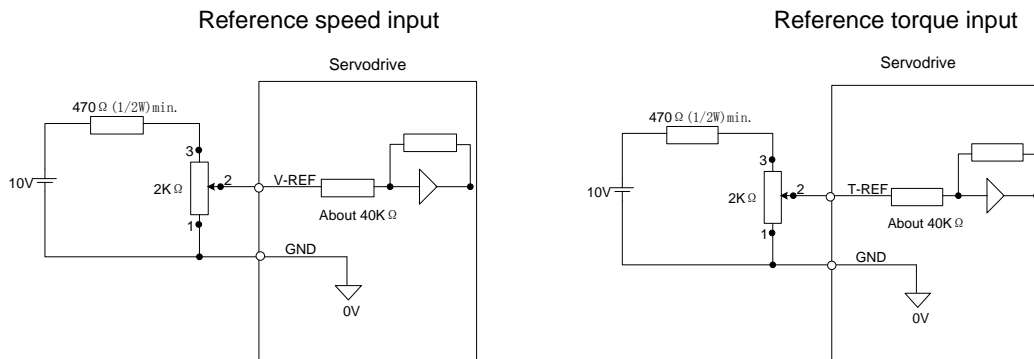 Reference speed input
Servodrive
470Ω(1/2W)min.
3
10V
2KΩ
2
V-REF
1
About 40KΩ
GND
0V
Reference torque input
Servodrive
470Ω(1/2W)min.
3
10V
2KΩ
2
T-REF
1
About 40KΩ
GND
0V